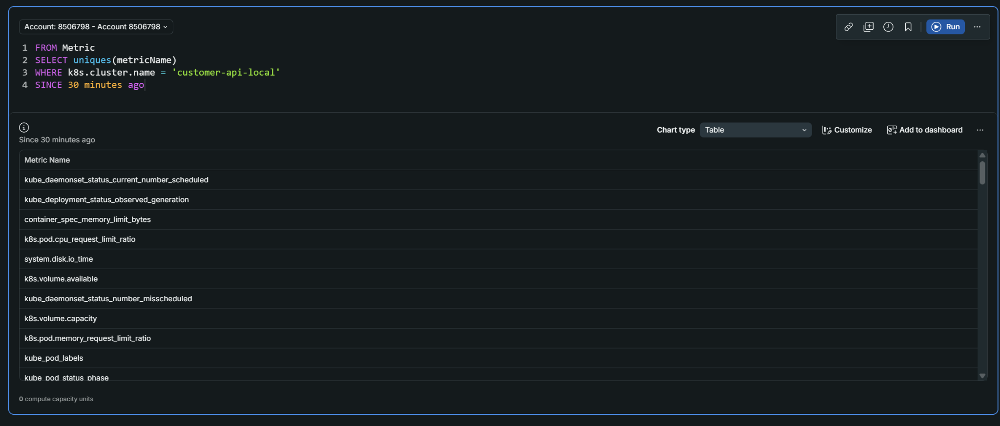 Account: 8506798 - Account 8506798
Run
1 FROM Metric
2 SELECT uniques(metricName)
3 WHERE k8s.cluster.name = 'customer-api-local'
4 SINCE 30 minutes ago
Since 30 minutes ago
Chart type Table Customize Add to dashboard
Metric Name
kube_daemonset_status_current_number_scheduled
kube_deployment_status_observed_generation
container_spec_memory_limit_bytes
k8s.pod.cpu_request_limit_ratio
system.disk.io_time
k8s.volume.available
kube_daemonset_status_number_misscheduled
k8s.volume.capacity
k8s.pod.memory_request_limit_ratio
kube_pod_labels
kube_pod_status_phase
0 compute capacity units